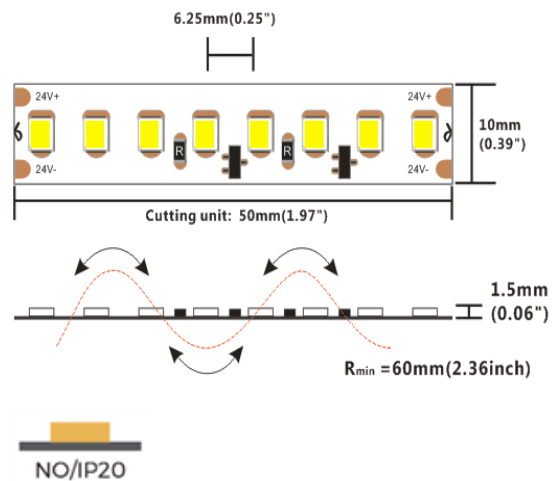 6.25mm(0.25")
24V+ 24V+
R R
24V- 24V-
10mm
(0.39")
Cutting unit: 50mm(1.97")
1.5mm
(0.06")
Rmin =60mm(2.36inch)
NO/IP20